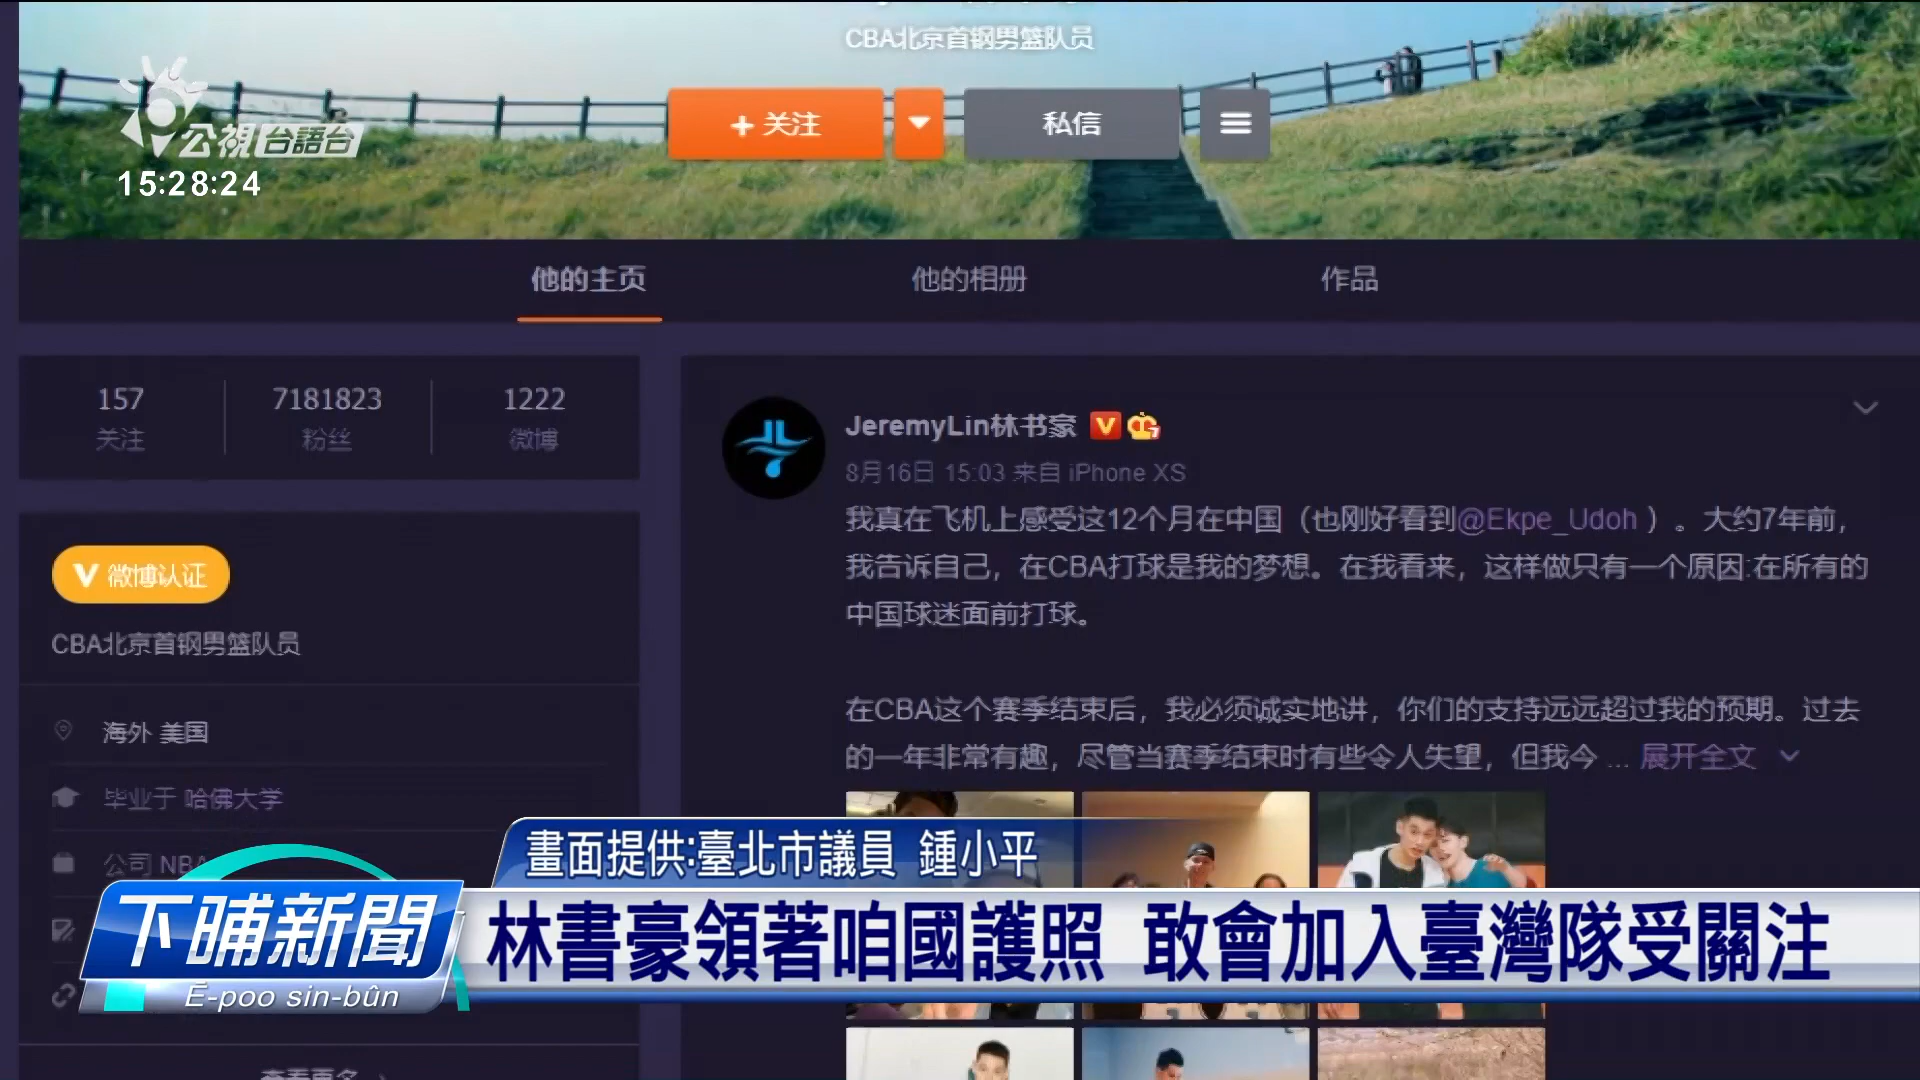 CBA北京首钢男篮队员
公視台語台
15:28:24
+关注
私信
他的主页
他的相册
作品
157
关注
7181823
粉丝
1222
微博
V 微博认证
CBA北京首钢男篮队员
海外 美国
毕业于 哈佛大学
公司 NBA
JeremyLin林书豪
8月16日 15:03 来自 iPhone XS
我真在飞机上感受这12个月在中国（也刚好看到@Ekpe_Udoh ）。大约7年前，
我告诉自己，在CBA打球是我的梦想。在我看来，这样做只有一个原因:在所有的
中国球迷面前打球。
在CBA这个赛季结束后，我必须诚实地讲，你们的支持远远超过我的预期。过去
的一年非常有趣，尽管当赛季结束时有些令人失望，但我今 ... 展开全文
畫面提供:臺北市議員 鍾小平
下晡新聞
Ē-poo sin-bûn
林書豪領著咱國護照 敢會加入臺灣隊受關注